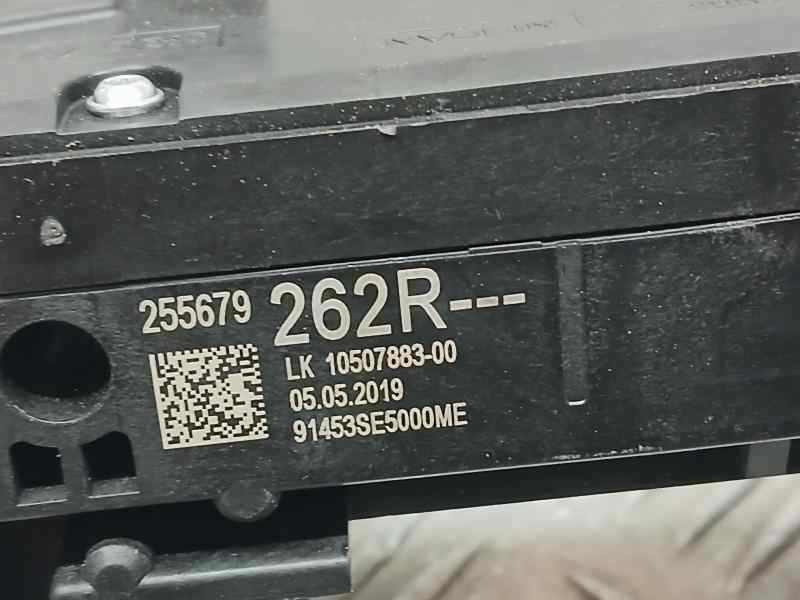 255679 262R---
LK 10507883-00
05.05.2019
91453SE5000ME